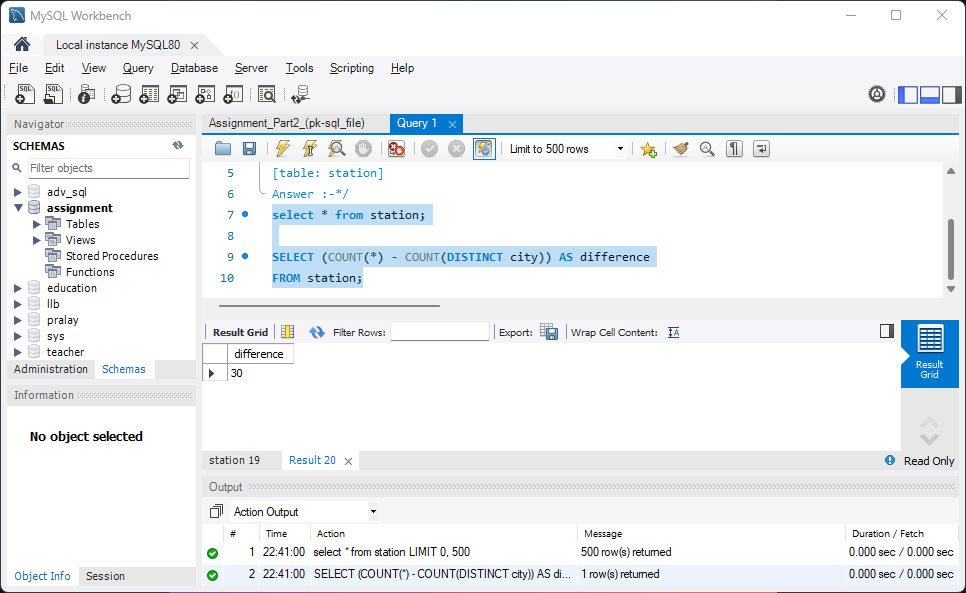 MySQL Workbench
Local instance MySQL80
File Edit View Query Database Server Tools Scripting Help
Navigator
SCHEMAS
Filter objects
adv_sql
assignment
Tables
Views
Stored Procedures
Functions
education
llb
pralay
sys
teacher
Administration Schemas
Information
No object selected
Object Info Session
Assignment_Part2_(pk-sql_file) Query 1
Limit to 500 rows
5 [table: station]
6 Answer :-*/
7 select * from station;
8
9 SELECT (COUNT(*) - COUNT(DISTINCT city)) AS difference
10 FROM station;
Result Grid Filter Rows: Export: Wrap Cell Content:
difference
30
Result
Grid
station 19 Result 20 Read Only
Output
Action Output
# Time Action Message Duration / Fetch
1 22:41:00 select * from station LIMIT 0, 500 500 row(s) returned 0.000 sec / 0.000 sec
2 22:41:00 SELECT (COUNT(*) - COUNT(DISTINCT city)) AS di... 1 row(s) returned 0.000 sec / 0.000 sec